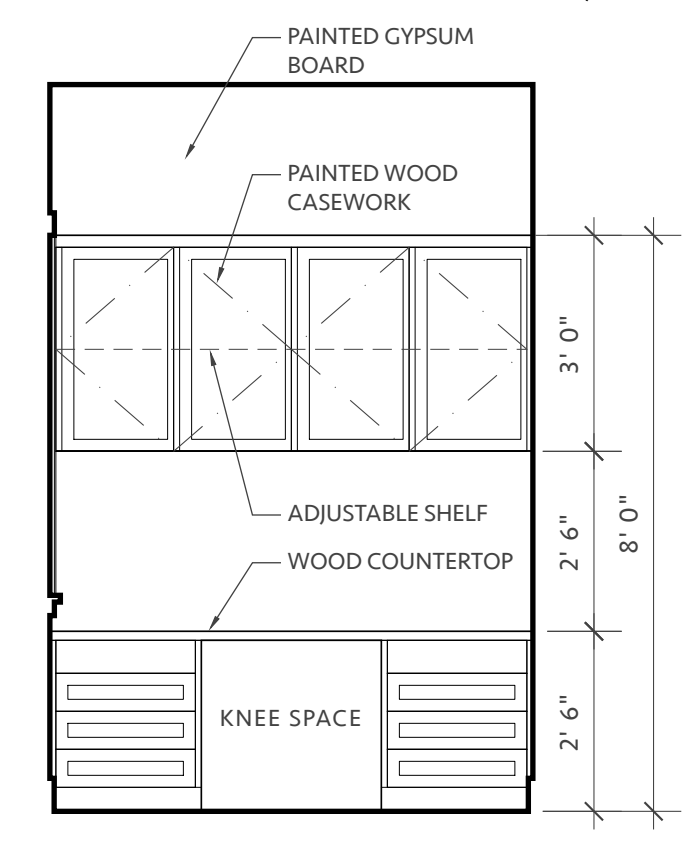 PAINTED GYPSUM
BOARD
PAINTED WOOD
CASEWORK
3' 0"
ADJUSTABLE SHELF
2' 6"
8' 0"
WOOD COUNTERTOP
KNEE SPACE
2' 6"